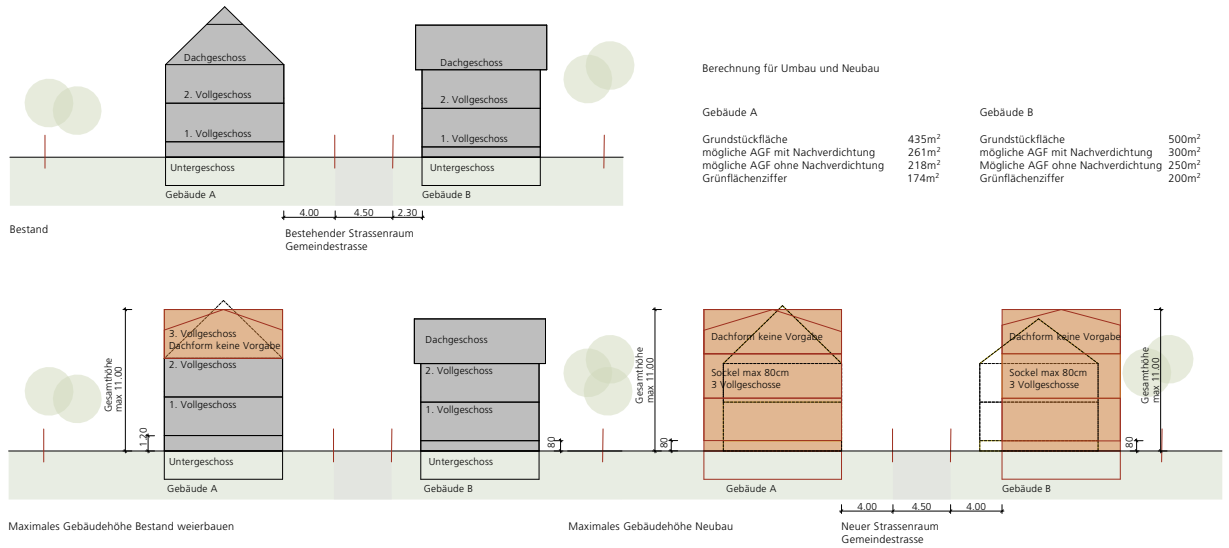 Dachgeschoss
2. Vollgeschoss
1. Vollgeschoss
Untergeschoss
Gebäude A
Dachgeschoss
2. Vollgeschoss
1. Vollgeschoss
Untergeschoss
Gebäude B
4.00 4.50 2.30
Bestehender Strassenraum
Gemeindestrasse
Bestand
Berechnung für Umbau und Neubau
Gebäude A
Grundstückfläche 435m²
mögliche AGF mit Nachverdichtung 261m²
mögliche AGF ohne Nachverdichtung 218m²
Grünflächenziffer 174m²
Gebäude B
Grundstückfläche 500m²
mögliche AGF mit Nachverdichtung 300m²
Mögliche AGF ohne Nachverdichtung 250m²
Grünflächenziffer 200m²
Gesamthöhe
max 11.00
1.20
3. Vollgeschoss
Dachform keine Vorgabe
2. Vollgeschoss
1. Vollgeschoss
Untergeschoss
Gebäude A
Dachgeschoss
2. Vollgeschoss
1. Vollgeschoss
Untergeschoss
Gebäude B
80
Maximales Gebäudehöhe Bestand weierbauen
Gesamthöhe
max 11.00
80
Dachform keine Vorgabe
Sockel max 80cm
3 Vollgeschosse
Gebäude A
Dachform keine Vorgabe
Sockel max 80cm
3 Vollgeschosse
Gebäude B
Gesamthöhe
max 11.00
80
4.00 4.50 4.00
Neuer Strassenraum
Gemeindestrasse
Maximales Gebäudehöhe Neubau